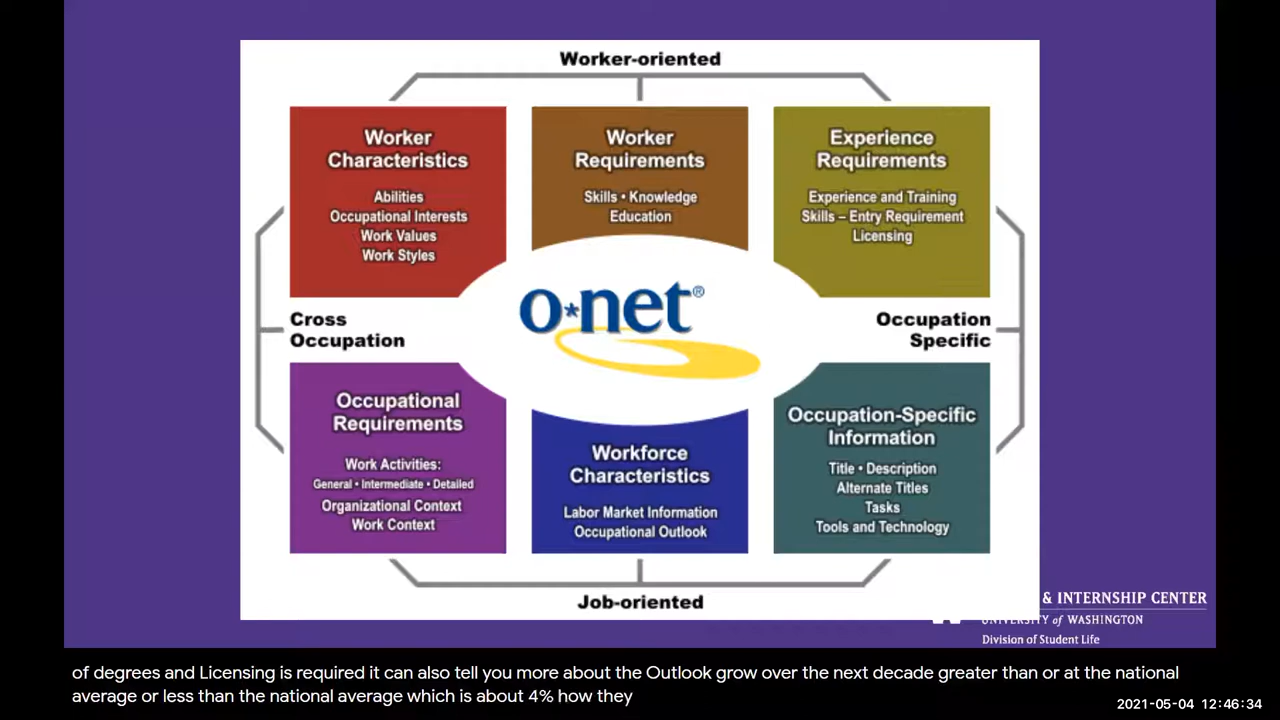 Worker-oriented
Worker
Characteristics
Abilities
Occupational Interests
Work Values
Work Styles
Worker
Requirements
Skills • Knowledge
Education
Experience
Requirements
Experience and Training
Skills – Entry Requirement
Licensing
Cross
Occupation
o*net®
Occupation
Specific
Occupational
Requirements
Work Activities:
General • Intermediate • Detailed
Organizational Context
Work Context
Workforce
Characteristics
Labor Market Information
Occupational Outlook
Occupation-Specific
Information
Title • Description
Alternate Titles
Tasks
Tools and Technology
Job-oriented
& INTERNSHIP CENTER
UNIVERSITY of WASHINGTON
Division of Student Life
of degrees and Licensing is required it can also tell you more about the Outlook grow over the next decade greater than or at the national
average or less than the national average which is about 4% how they
2021-05-04 12:46:34